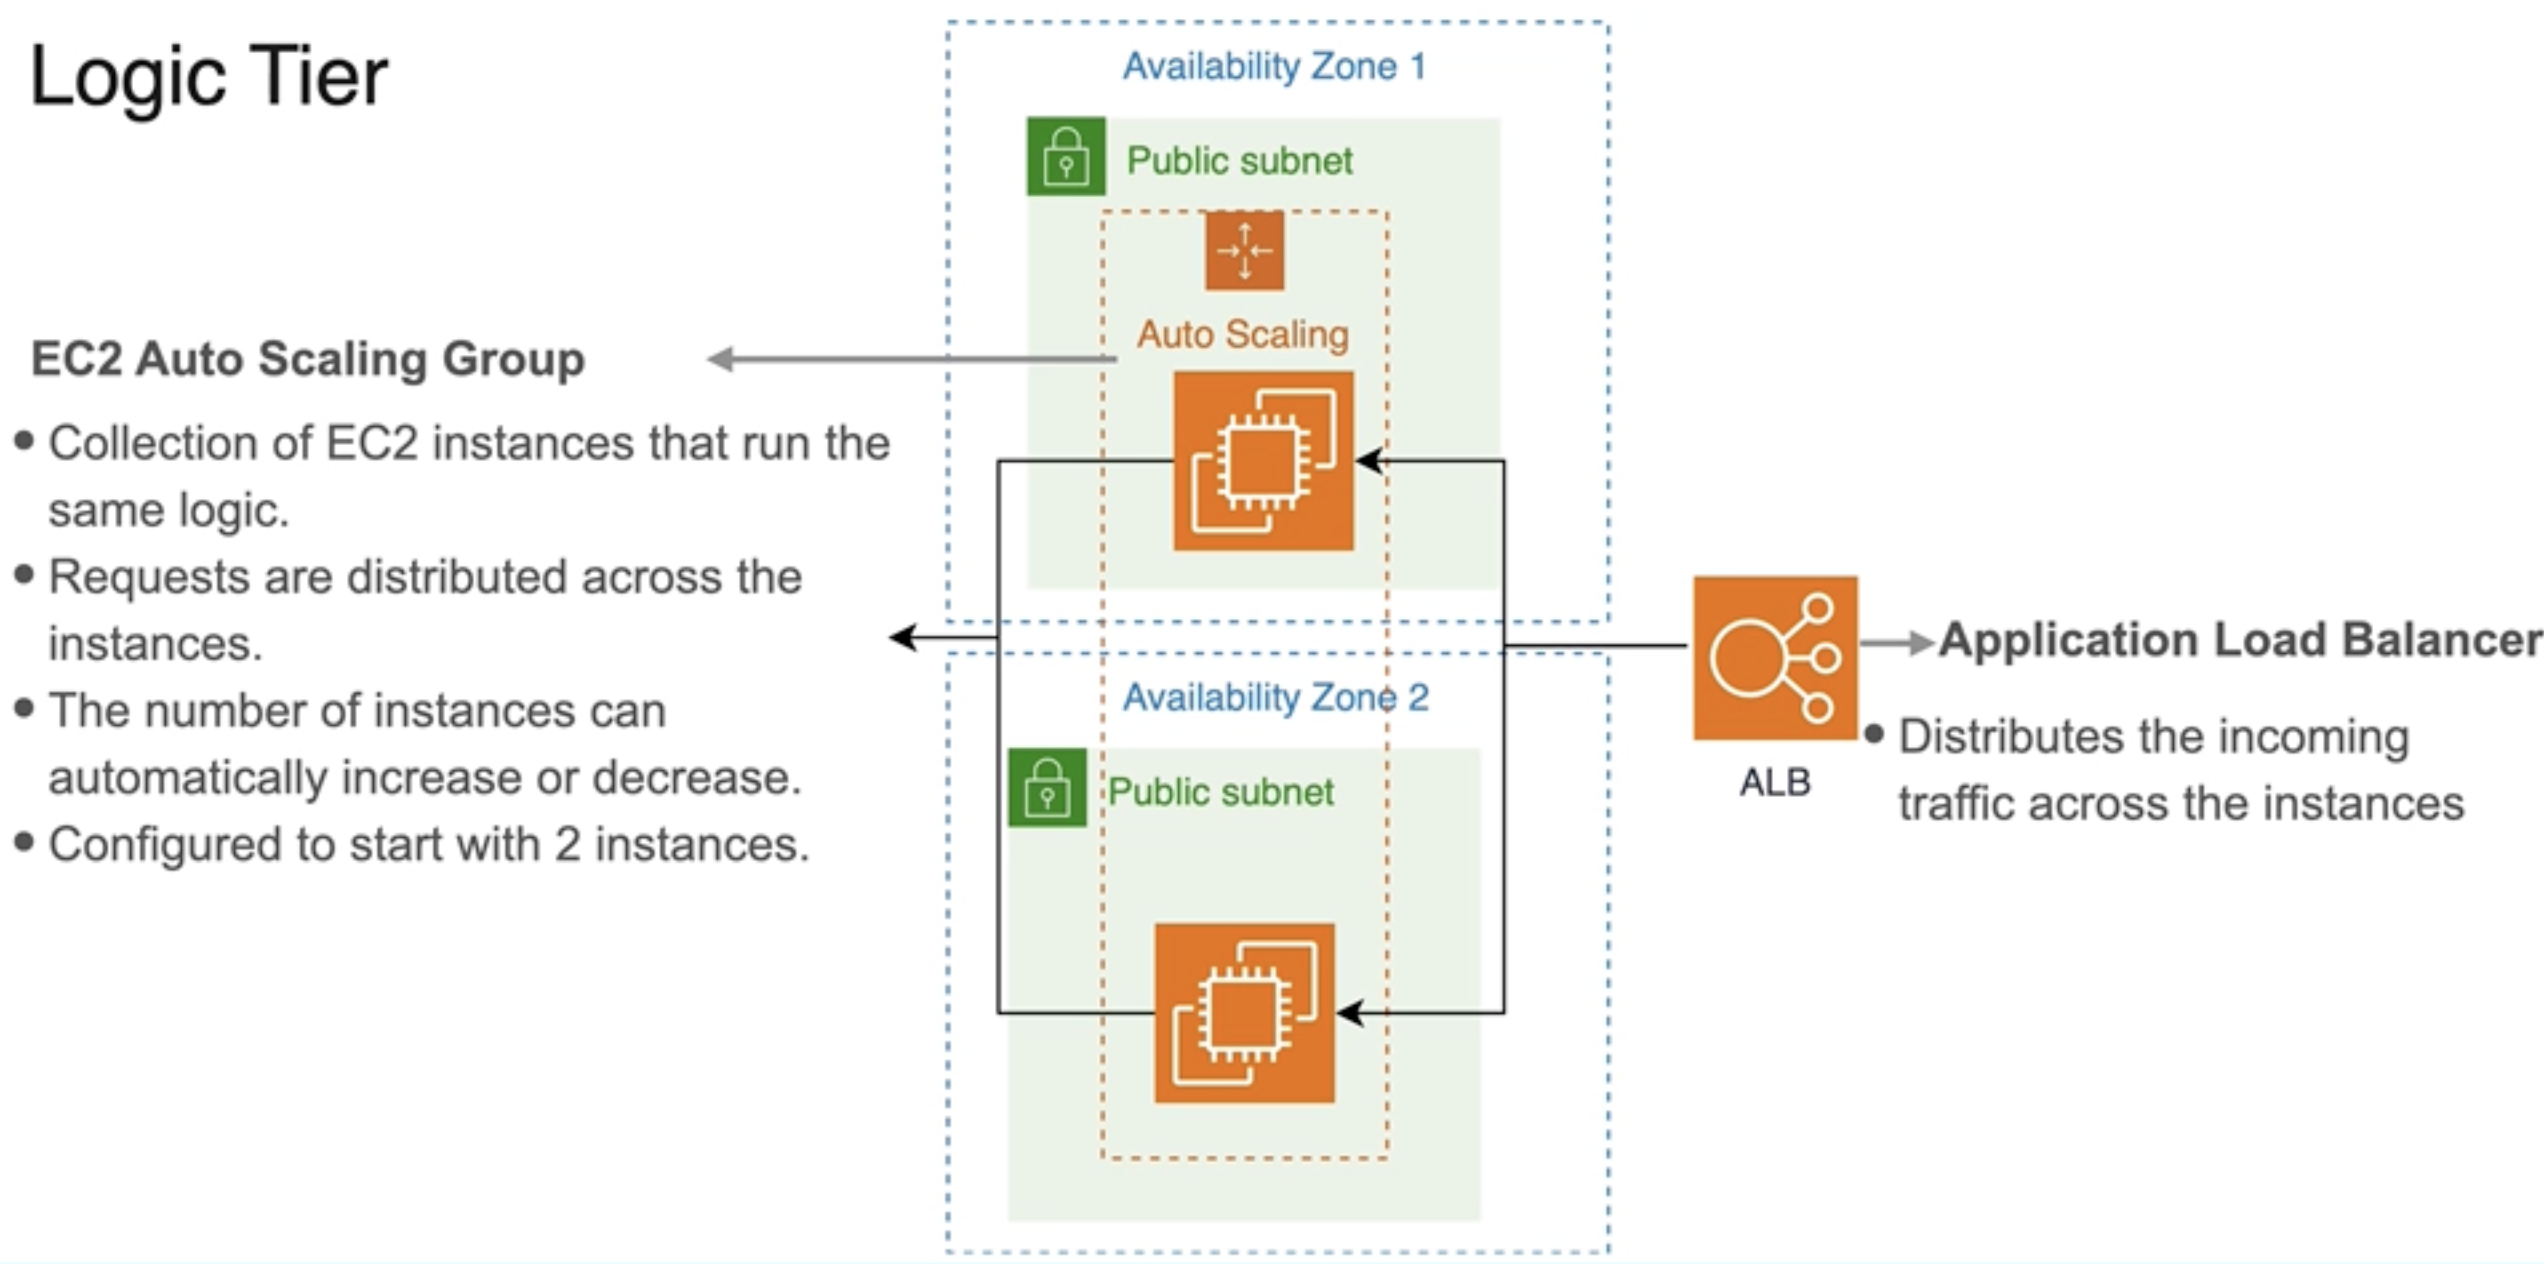 Logic Tier
EC2 Auto Scaling Group
• Collection of EC2 instances that run the
same logic.
• Requests are distributed across the
instances.
• The number of instances can
automatically increase or decrease.
• Configured to start with 2 instances.
Availability Zone 1
Public subnet
Auto Scaling
Availability Zone 2
Public subnet
ALB
Application Load Balancer
• Distributes the incoming
traffic across the instances